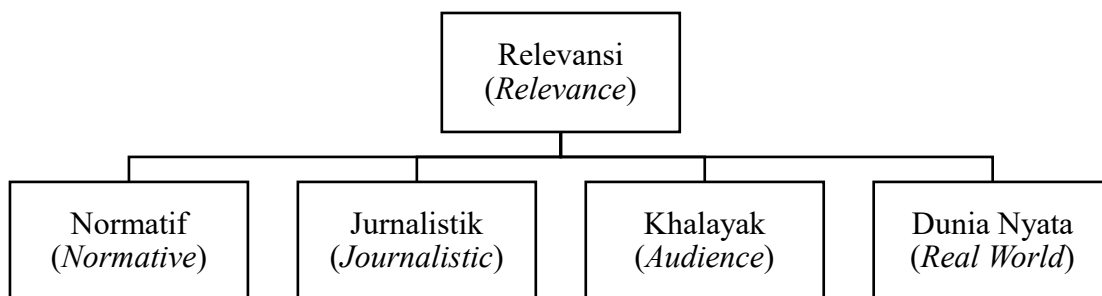 Relevansi
(Relevance)
Normatif
(Normative)
Jurnalistik
(Journalistic)
Khalayak
(Audience)
Dunia Nyata
(Real World)